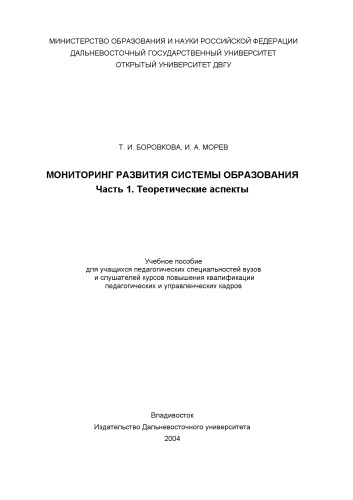 МИНИСТЕРСТВО ОБРАЗОВАНИЯ И НАУКИ РОССИЙСКОЙ ФЕДЕРАЦИИ
ДАЛЬНЕВОСТОЧНЫЙ ГОСУДАРСТВЕННЫЙ УНИВЕРСИТЕТ
ОТКРЫТЫЙ УНИВЕРСИТЕТ ДВГУ
Т. И. БОРОВКОВА, И. А. МОРЕВ
МОНИТОРИНГ РАЗВИТИЯ СИСТЕМЫ ОБРАЗОВАНИЯ
Часть 1. Теоретические аспекты
Учебное пособие
для учащихся педагогических специальностей вузов
и слушателей курсов повышения квалификации
педагогических и управленческих кадров
Владивосток
Издательство Дальневосточного университета
2004